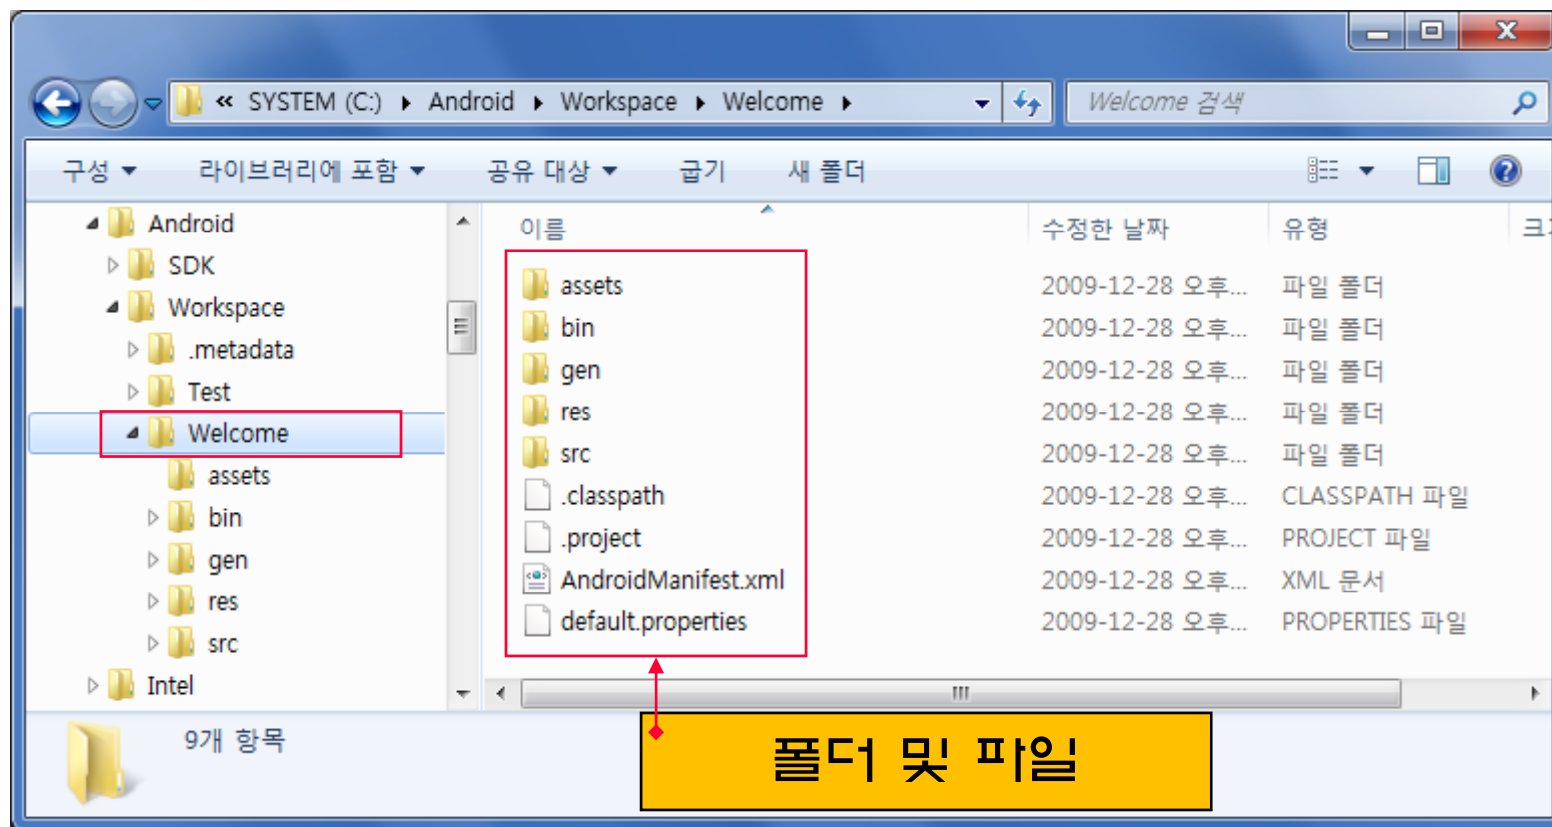 « SYSTEM (C:) ▸ Android ▸ Workspace ▸ Welcome ▸
Welcome 검색
구성 라이브러리에 포함 공유 대상 굽기 새 폴더
Android
SDK
Workspace
.metadata
Test
Welcome
assets
bin
gen
res
src
Intel
이름 수정한 날짜 유형
assets 2009-12-28 오후... 파일 폴더
bin 2009-12-28 오후... 파일 폴더
gen 2009-12-28 오후... 파일 폴더
res 2009-12-28 오후... 파일 폴더
src 2009-12-28 오후... 파일 폴더
.classpath 2009-12-28 오후... CLASSPATH 파일
.project 2009-12-28 오후... PROJECT 파일
AndroidManifest.xml 2009-12-28 오후... XML 문서
default.properties 2009-12-28 오후... PROPERTIES 파일
9개 항목
폴더 및 파일